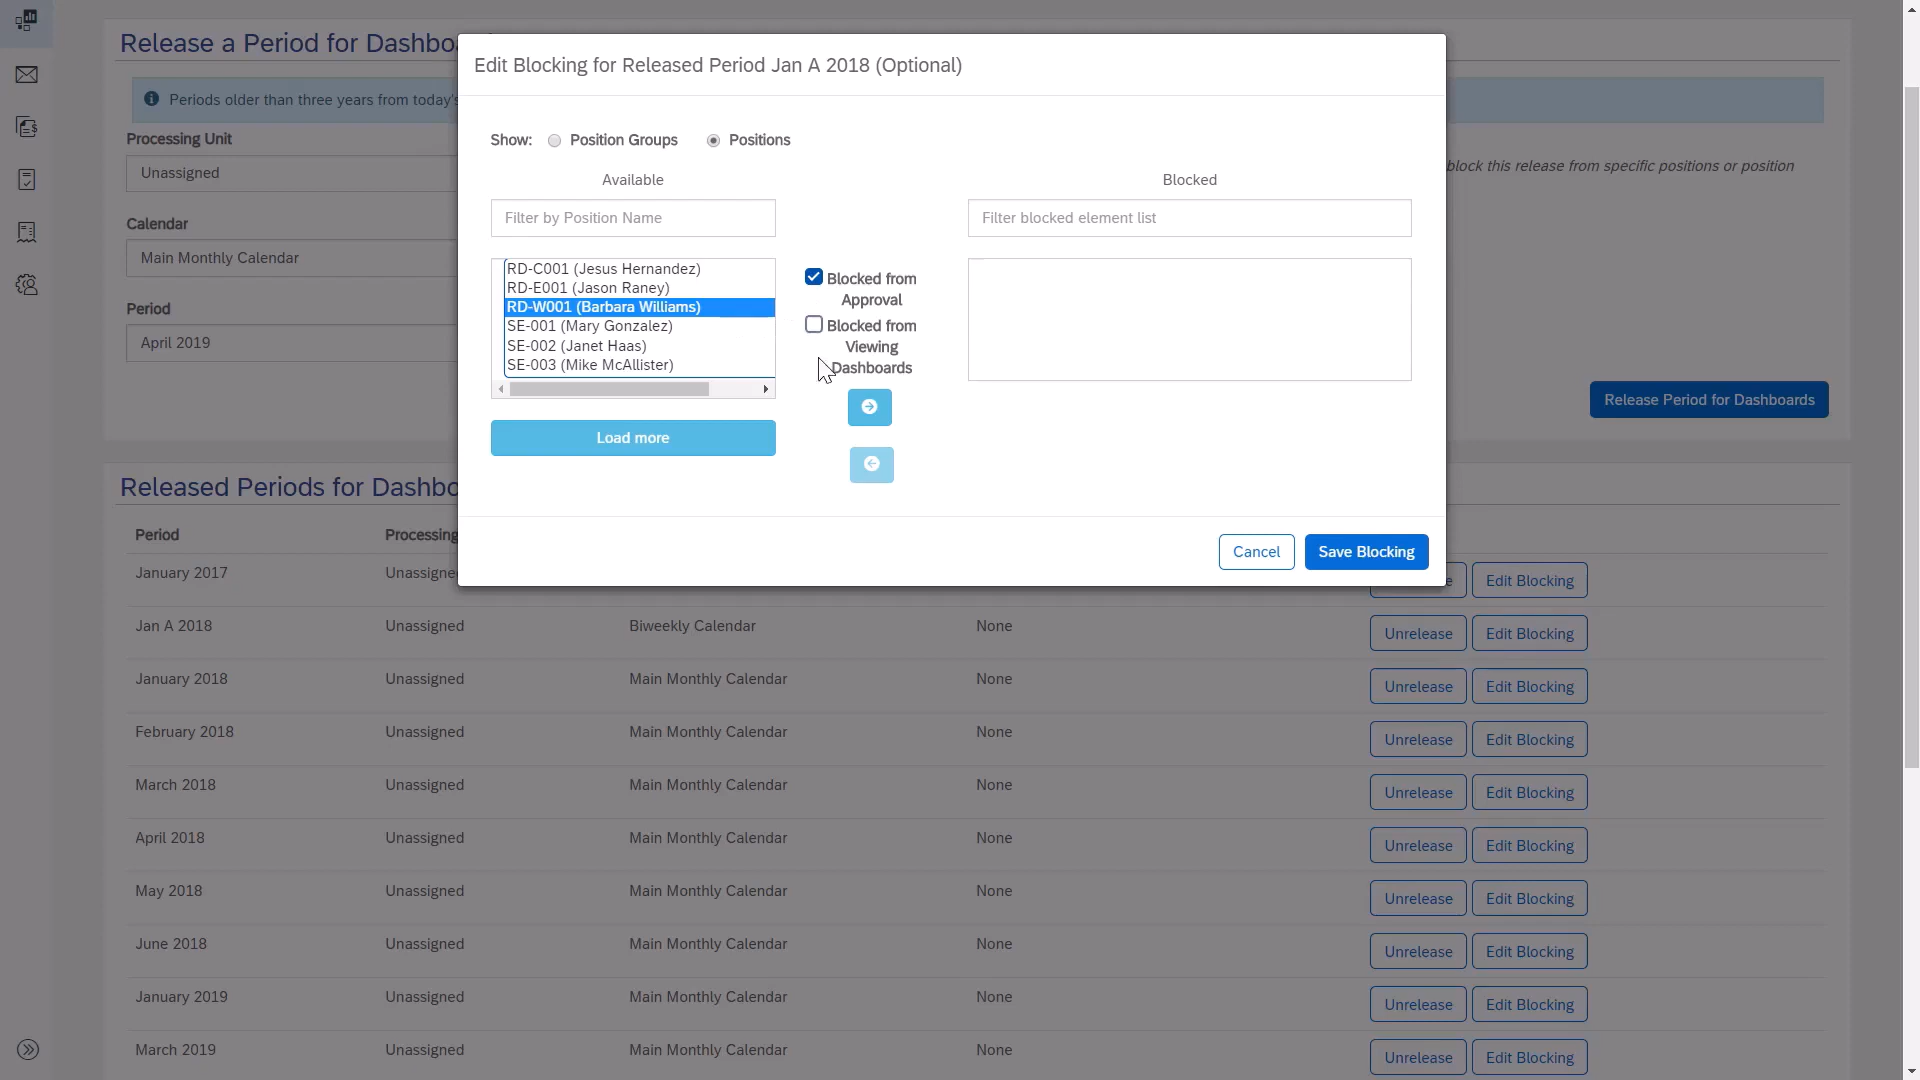 Release a Period for Dashboa
Edit Blocking for Released Period Jan A 2018 (Optional)
Periods older than three years from today's
Processing Unit
Unassigned
Calendar
Main Monthly Calendar
Period
April 2019
Show: Position Groups Positions
Available
Filter by Position Name
RD-C001 (Jesus Hernandez)
RD-E001 (Jason Raney)
RD-W001 (Barbara Williams)
SE-001 (Mary Gonzalez)
SE-002 (Janet Haas)
SE-003 (Mike McAllister)
Load more
Blocked from
Approval
Blocked from
Viewing
Dashboards
Blocked
Filter blocked element list
Cancel Save Blocking
block this release from specific positions or position
Release Period for Dashboards
Released Periods for Dashbo
Period Processing
January 2017 Unassigne e Edit Blocking
Jan A 2018 Unassigned Biweekly Calendar None Unrelease Edit Blocking
January 2018 Unassigned Main Monthly Calendar None Unrelease Edit Blocking
February 2018 Unassigned Main Monthly Calendar None Unrelease Edit Blocking
March 2018 Unassigned Main Monthly Calendar None Unrelease Edit Blocking
April 2018 Unassigned Main Monthly Calendar None Unrelease Edit Blocking
May 2018 Unassigned Main Monthly Calendar None Unrelease Edit Blocking
June 2018 Unassigned Main Monthly Calendar None Unrelease Edit Blocking
January 2019 Unassigned Main Monthly Calendar None Unrelease Edit Blocking
March 2019 Unassigned Main Monthly Calendar None Unrelease Edit Blocking